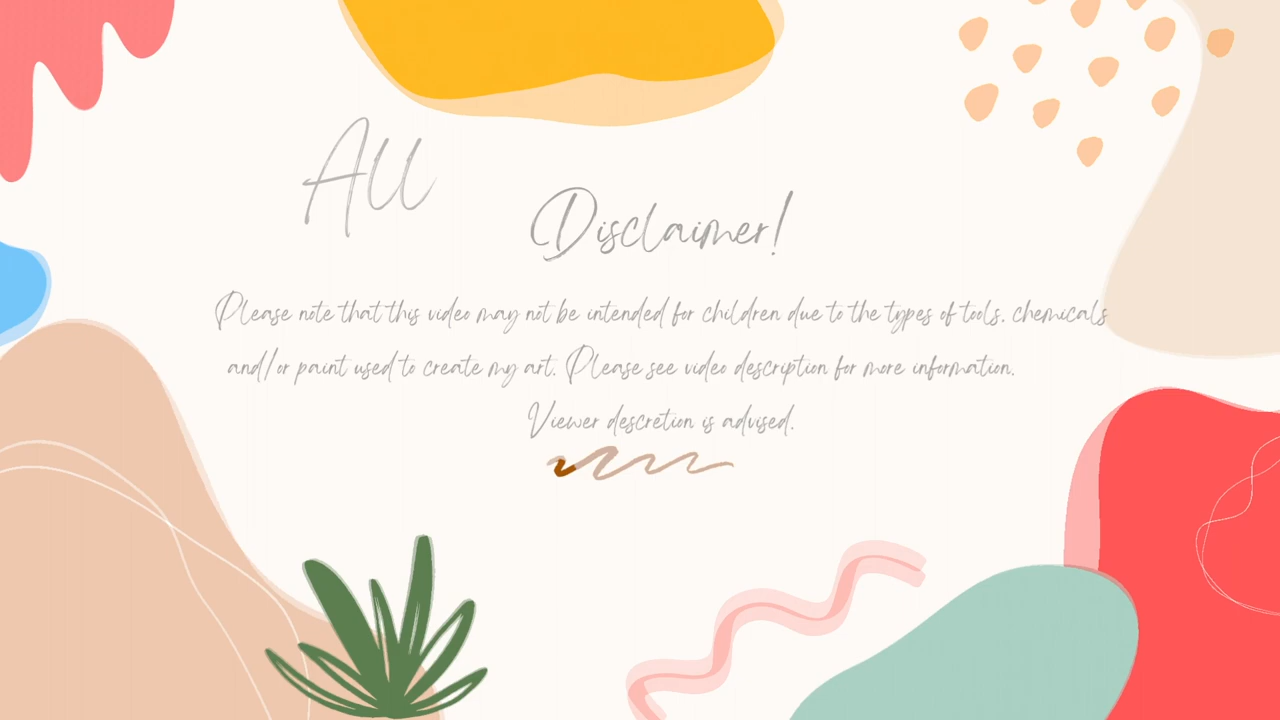 All
Disclaimer!
Please note that this video may not be intended for children due to the types of tools. chemicals
and/or paint used to create my art. Please see video description for more information.
Viewer descretion is advised.